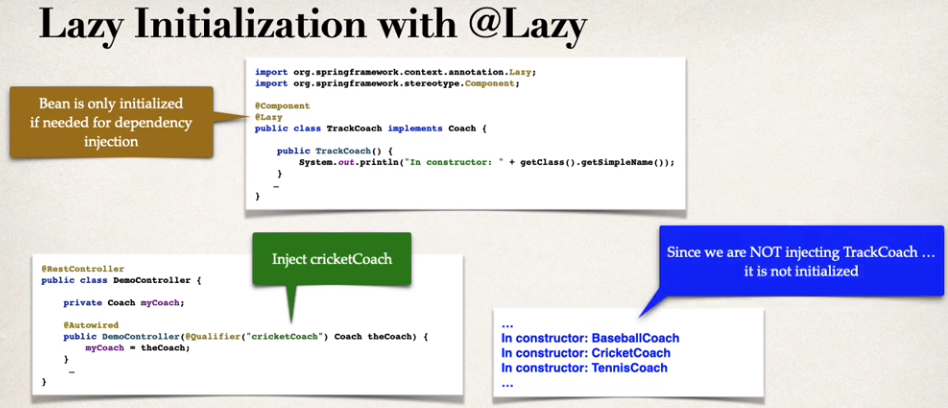 Lazy Initialization with @Lazy
Bean is only initialized
if needed for dependency
injection
import org.springframework.context.annotation.Lazy;
import org.springframework.stereotype.Component;
@Component
@Lazy
public class TrackCoach implements Coach {
public TrackCoach() {
System.out.println("In constructor: " + getClass().getSimpleName());
}
…
}
Inject cricketCoach
@RestController
public class DemoController {
private Coach myCoach;
@Autowired
public DemoController(@Qualifier("cricketCoach") Coach theCoach) {
myCoach = theCoach;
}
…
}
Since we are NOT injecting TrackCoach …
it is not initialized
…
In constructor: BaseballCoach
In constructor: CricketCoach
In constructor: TennisCoach
…